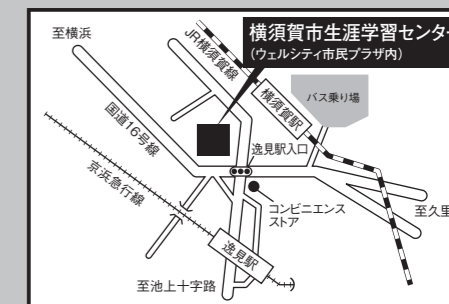 横須賀市生涯学習センター
(ウェルシティ市民プラザ内)
至横浜
JR横須賀線
横須賀駅
バス乗り場
国道16号線
逸見駅入口
京浜急行線
コンビニエンス
ストア
至久里
逸見駅
至池上十字路